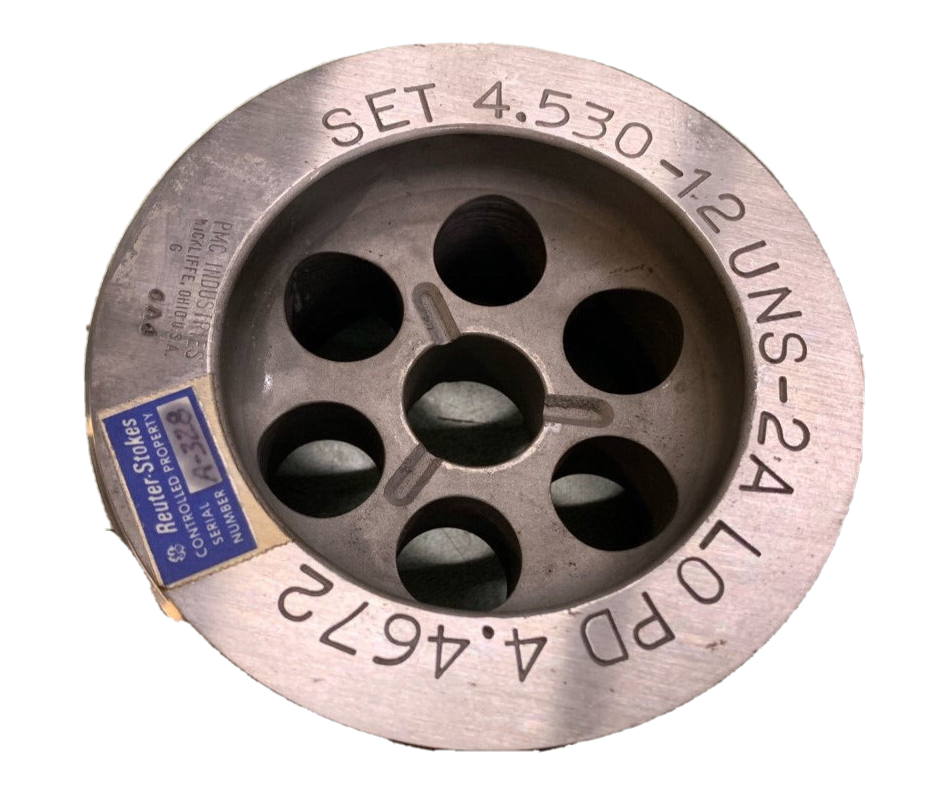 SET 4.530-12 UNS-2A LO PD 4.4672
PMC INDUSTRIES
WICKLIFFE, OHIO U.S.A.
6
Reuter·Stokes
CONTROLLED PROPERTY
SERIAL
NUMBER A-328